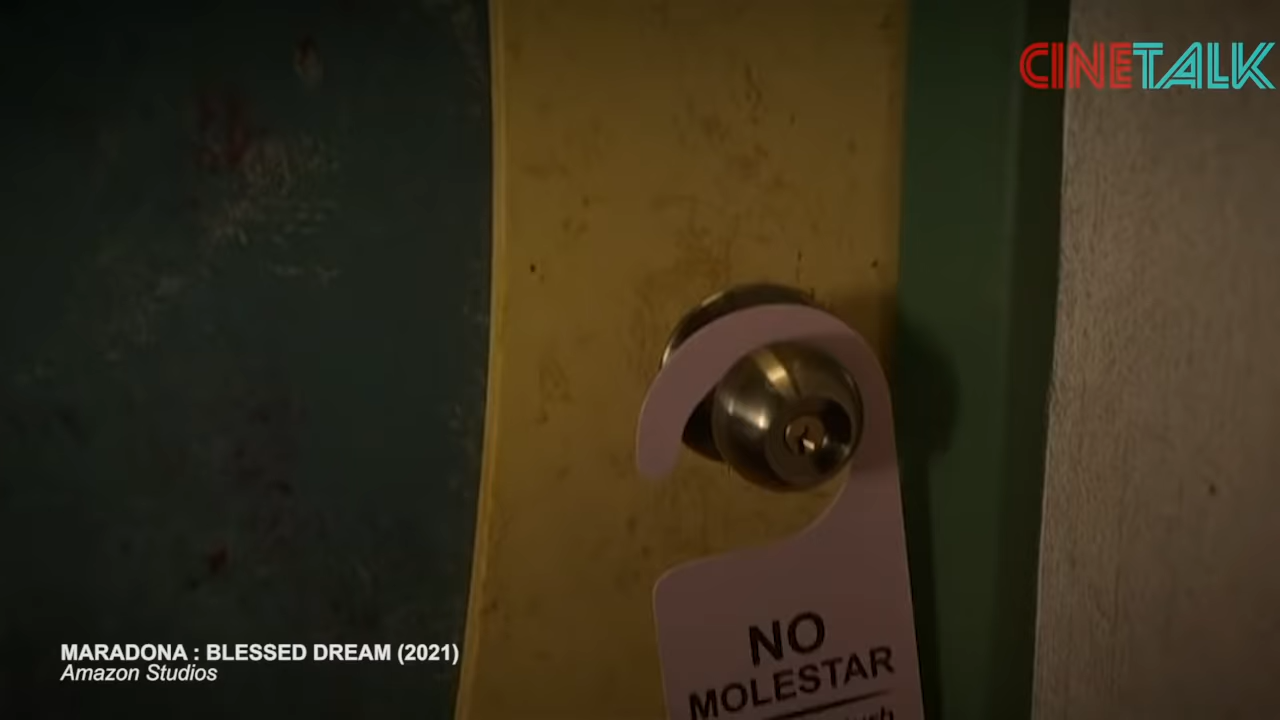 CINETALK
NO
MOLESTAR
MARADONA : BLESSED DREAM (2021)
Amazon Studios